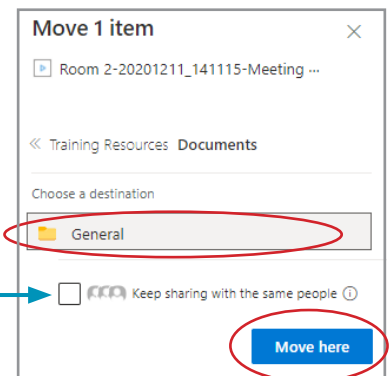 Move 1 item
Room 2-20201211_141115-Meeting ...
Training Resources Documents
Choose a destination
General
Keep sharing with the same people
Move here